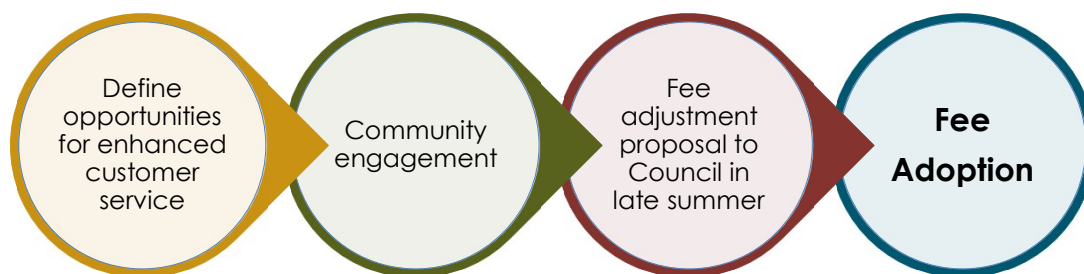 Define
opportunities
for enhanced
customer
service
Community
engagement
Fee
adjustment
proposal to
Council in
late summer
Fee
Adoption